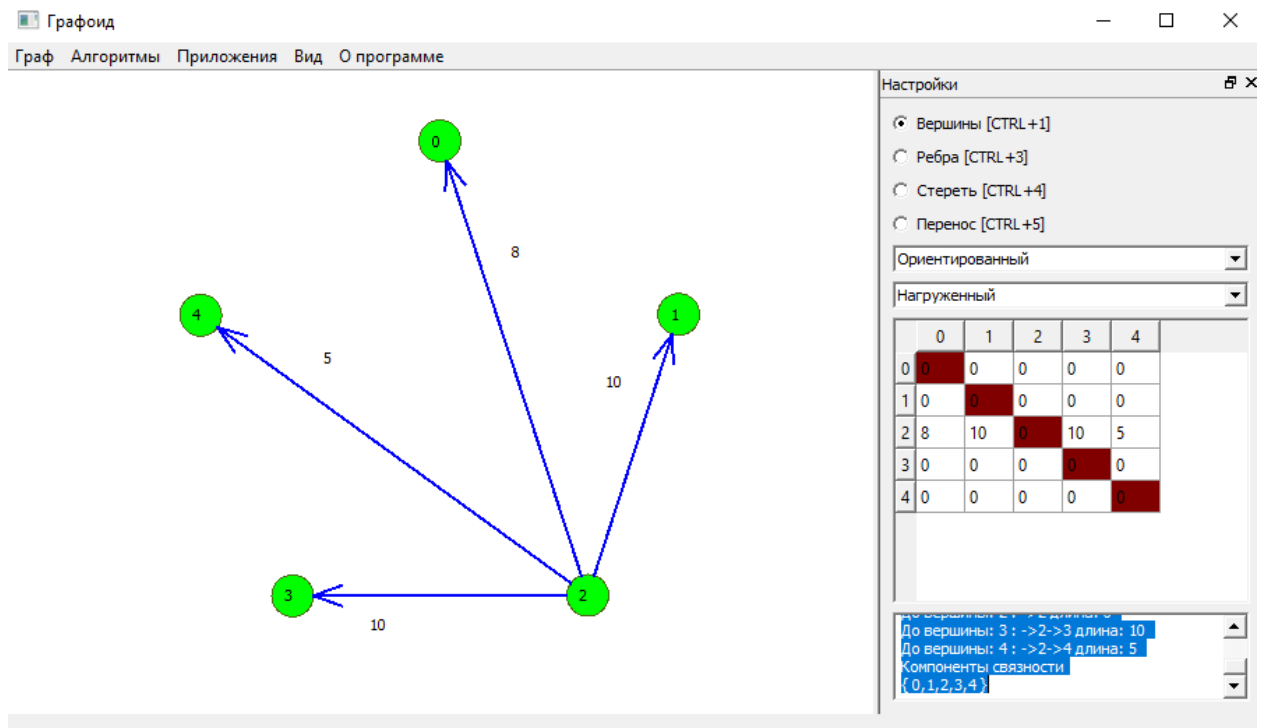 Графоид
Граф Алгоритмы Приложения Вид О программе
Настройки
Вершины [CTRL+1]
Ребра [CTRL+3]
Стереть [CTRL+4]
Перенос [CTRL+5]
Ориентированный
Нагруженный
0 1 2 3 4
0 0 0 0 0 0
1 0 0 0 0 0
2 8 10 0 10 5
3 0 0 0 0 0
4 0 0 0 0 0
До вершины: 3 : ->2->3 длина: 10
До вершины: 4 : ->2->4 длина: 5
Компоненты связности
{ 0,1,2,3,4 }
0
8
4
1
5
10
3
2
10